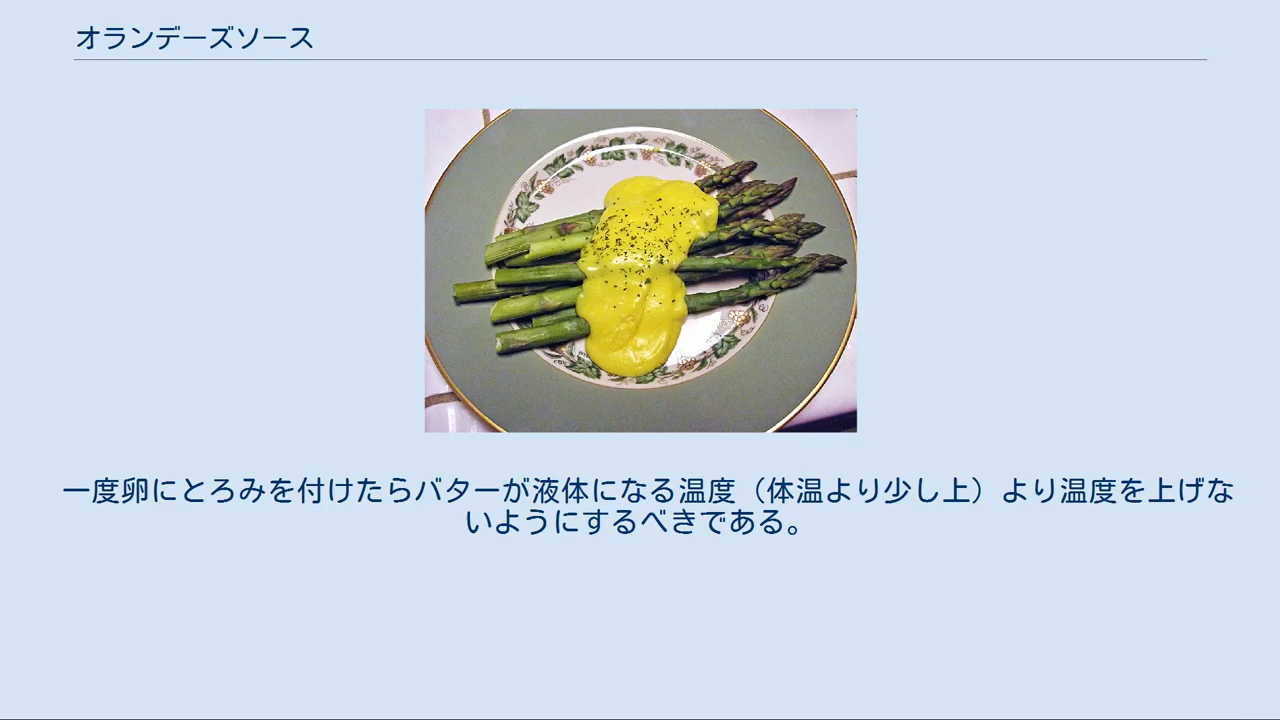 オランデーズソース
一度卵にとろみを付けたらバターが液体になる温度（体温より少し上）より温度を上げな
いようにするべきである。